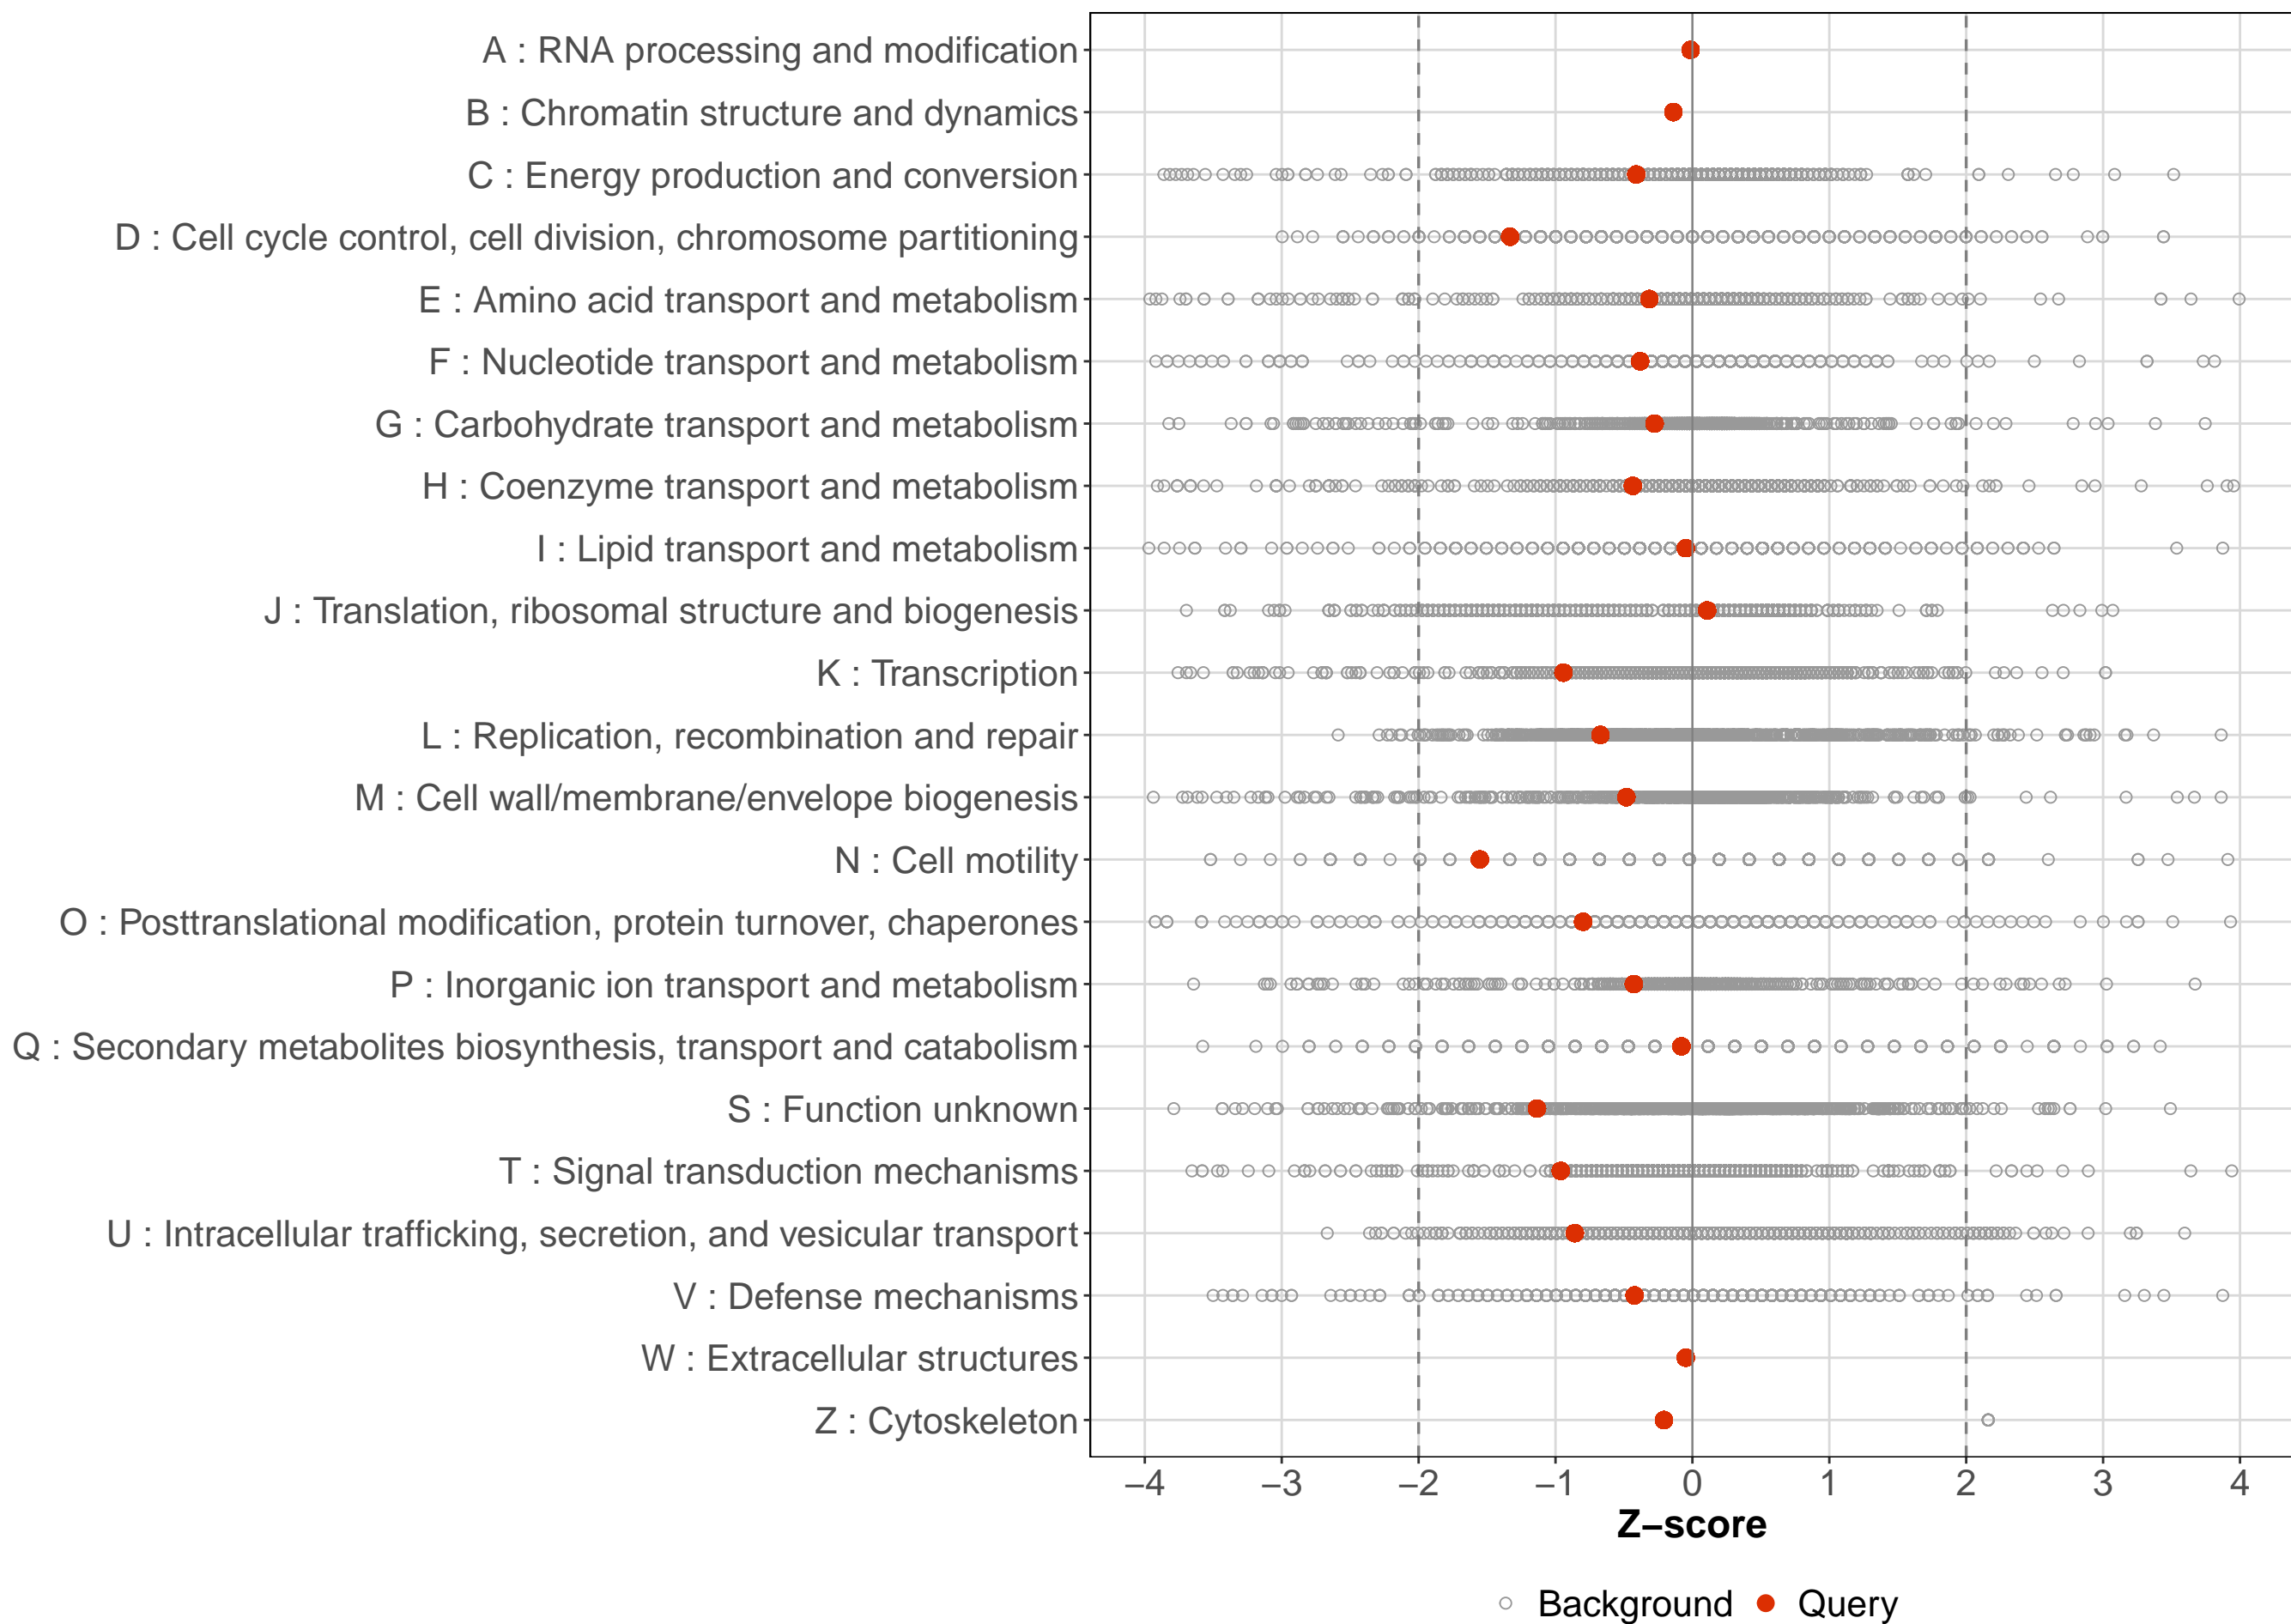 A : RNA processing and modification
B : Chromatin structure and dynamics
C : Energy production and conversion
D : Cell cycle control, cell division, chromosome partitioning
E : Amino acid transport and metabolism
F : Nucleotide transport and metabolism
G : Carbohydrate transport and metabolism
H : Coenzyme transport and metabolism
I : Lipid transport and metabolism
J : Translation, ribosomal structure and biogenesis
K : Transcription
L : Replication, recombination and repair
M : Cell wall/membrane/envelope biogenesis
N : Cell motility
O : Posttranslational modification, protein turnover, chaperones
P : Inorganic ion transport and metabolism
Q : Secondary metabolites biosynthesis, transport and catabolism
S : Function unknown
T : Signal transduction mechanisms
U : Intracellular trafficking, secretion, and vesicular transport
V : Defense mechanisms
W : Extracellular structures
Z : Cytoskeleton
−4 −3 −2 −1 0 1 2 3 4
Z−score
Background Query